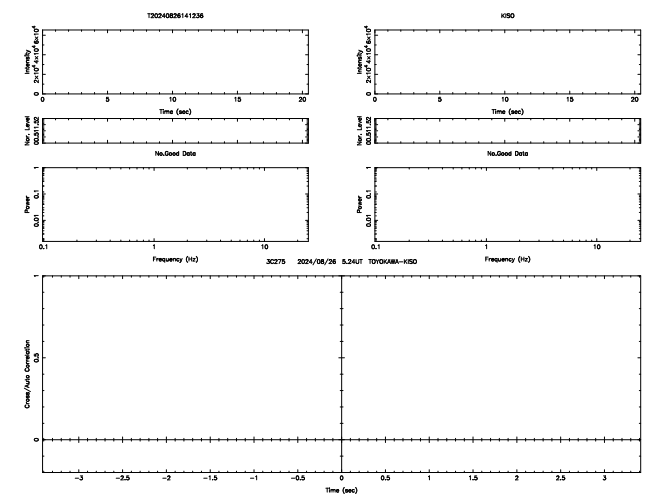 T20240826141236 KISO
Intensity 0 2×10⁴ 4×10⁴ 6×10⁴
0 5 10 15 20
Time (sec)
Intensity 0 2×10⁴ 4×10⁴ 6×10⁴
0 5 10 15 20
Time (sec)
Nor. Level 0 0.5 1 1.5 2
Nor. Level 0 0.5 1 1.5 2
No.Good Data No.Good Data
Power 0.01 0.1 1
0.1 1 10
Frequency (Hz)
Power 0.01 0.1 1
0.1 1 10
Frequency (Hz)
3C275 2024/08/26 5.24UT TOYOKAWA-KISO
Cross/Auto Correlation 0 0.5 1
-3 -2.5 -2 -1.5 -1 -0.5 0 0.5 1 1.5 2 2.5 3
Time (sec)